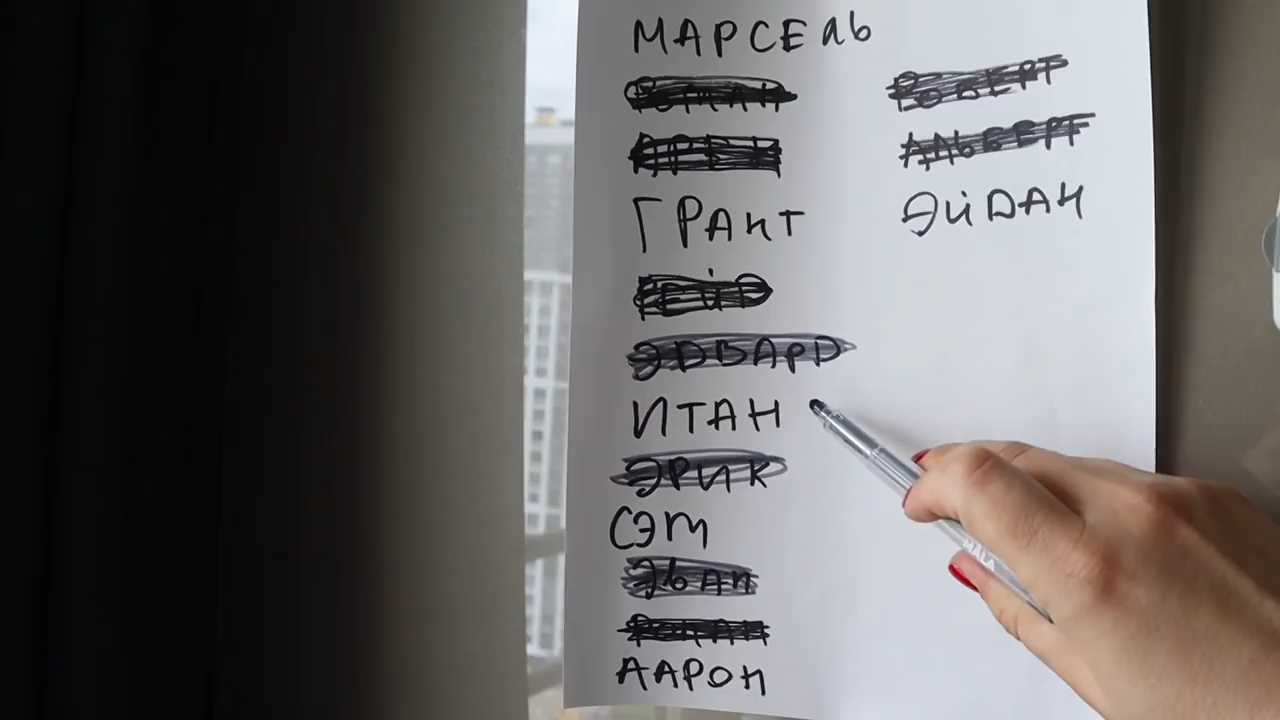 МАРСЕЛЬ
ГРАНТ
ЭДВАРД
ИТАН
ЭРИК
СЭМ
ЭВАН
ААРОН
РОБЕРТ
АЛЬБЕРТ
ЭЙДАН